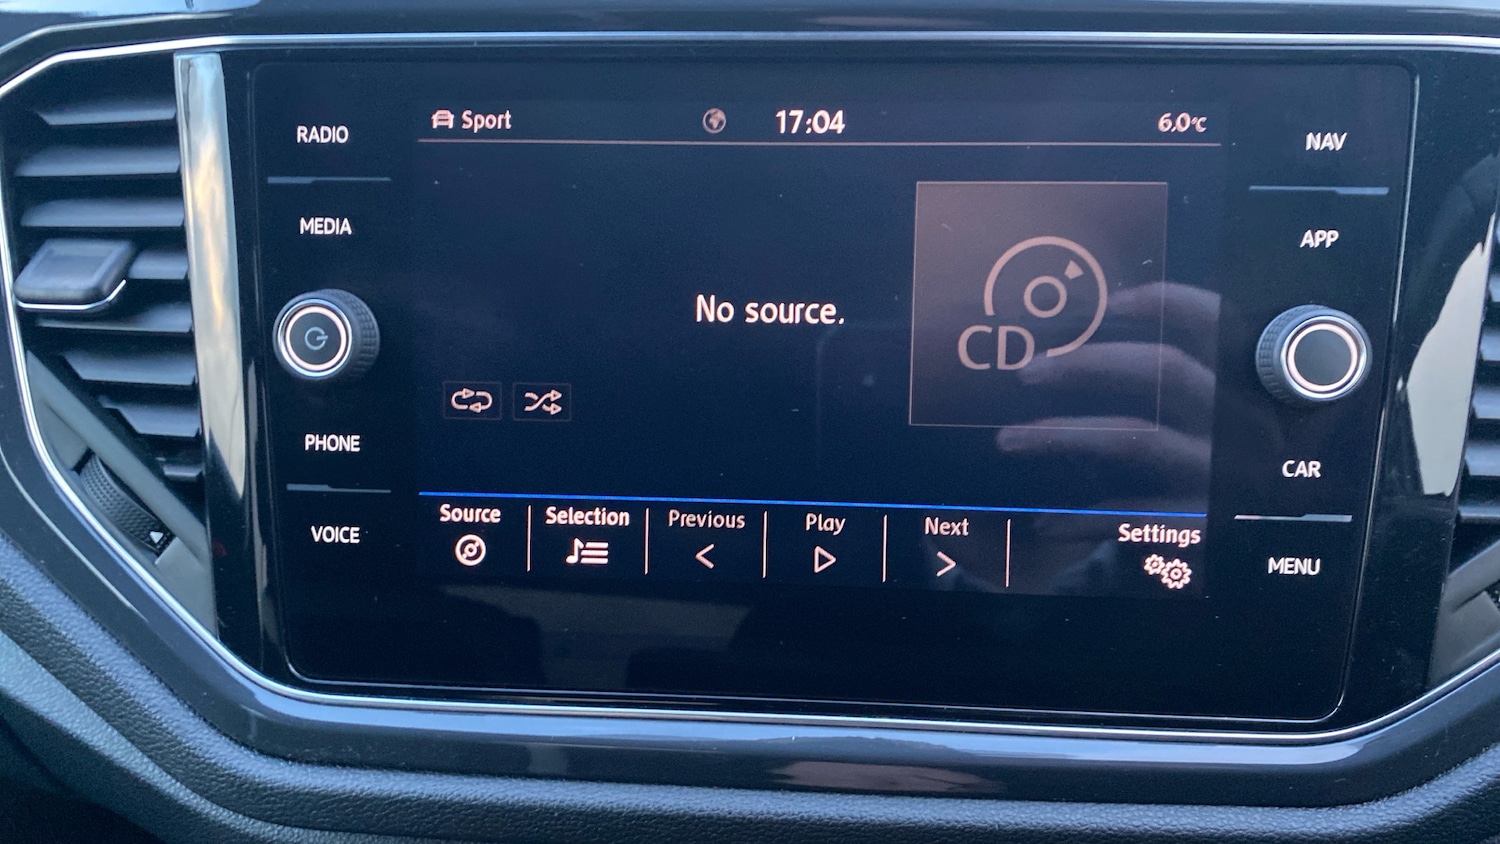 RADIO
MEDIA
PHONE
VOICE
Sport
17:04
6.0°C
No source.
CD
Source
Selection
Previous
Play
Next
Settings
NAV
APP
CAR
MENU